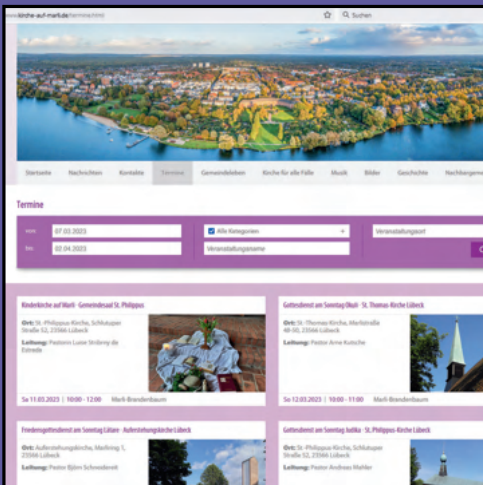 www.kirche-auf-marli.de/termine.html
Suchen
Startseite Nachrichten Kontakte Termine Gemeindeleben Kirche für alle Fälle Musik Bilder Geschichte Nachbargeme
Termine
von: 07.03.2023 Alle Kategorien Veranstaltungsort
bis: 02.04.2023 Veranstaltungsname
Kinderkirche auf Marli · Gemeindesaal St. Philippus
Ort: St.-Philippus-Kirche, Schlutuper
Straße 52, 23566 Lübeck
Leitung: Pastorin Luise Stribrny de
Estrada
Sa 11.03.2023 | 10:00 - 12:00 Marli-Brandenbaum
Gottesdienst am Sonntag Okuli · St. Thomas-Kirche Lübeck
Ort: St.-Thomas-Kirche, Marlistraße
48-50, 23566 Lübeck
Leitung: Pastor Arne Kutsche
So 12.03.2023 | 10:00 - 11:00 Marli-Brandenbaum
Friedensgottesdienst am Sonntag Lätare · Auferstehungskirche Lübeck
Ort: Auferstehungskirche, Marliring 1,
23566 Lübeck
Leitung: Pastor Björn Schneidereit
Gottesdienst am Sonntag Judika · St. Philippus-Kirche Lübeck
Ort: St.-Philippus-Kirche, Schlutuper
Straße 52, 23566 Lübeck
Leitung: Pastor Andreas Mahler